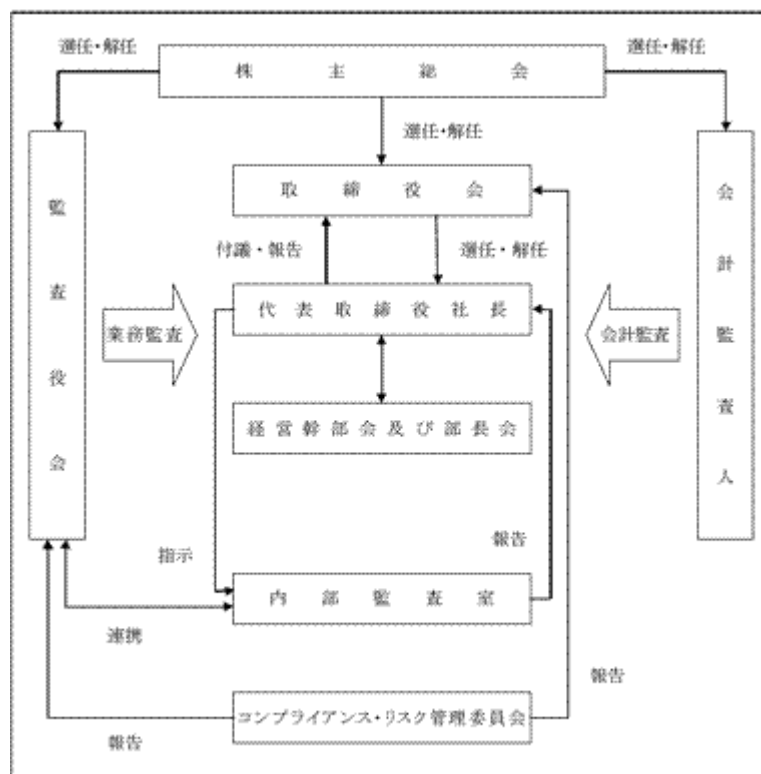 選任・解任
選任・解任
株主総会
選任・解任
監査役会
会計監査人
取締役会
付議・報告
選任・解任
代表取締役社長
業務監査
会計監査
経営幹部会及び部長会
指示
報告
内部監査室
連携
報告
コンプライアンス・リスク管理委員会
報告